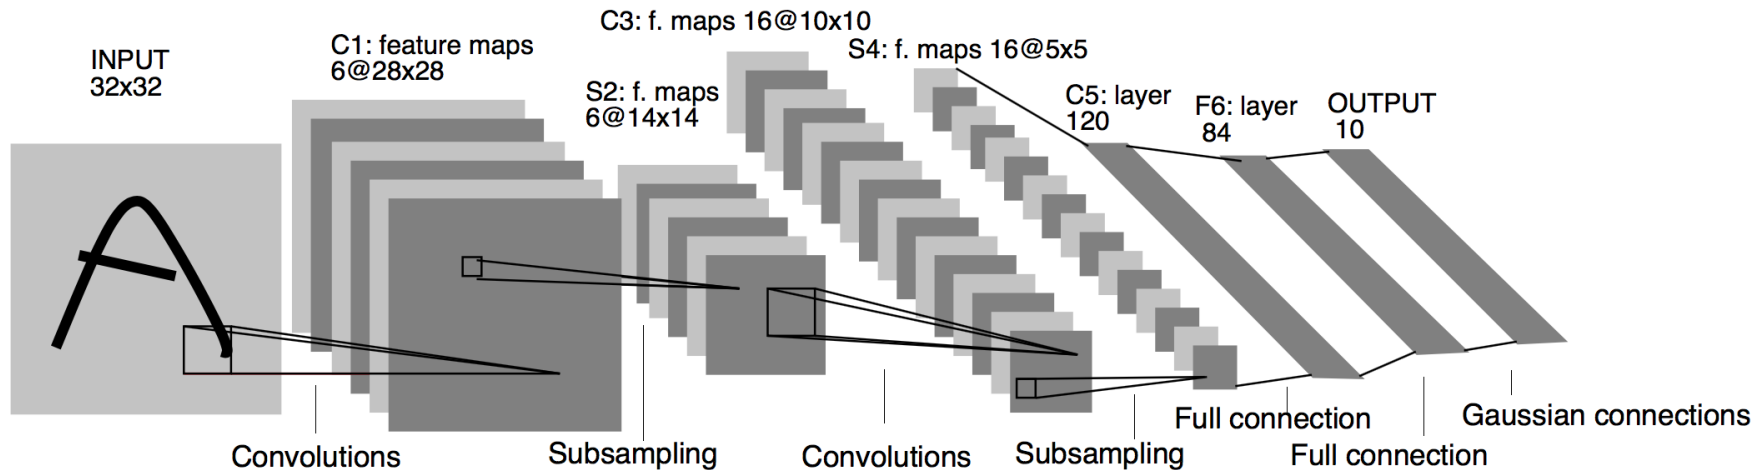 INPUT
32x32
C1: feature maps
6@28x28
S2: f. maps
6@14x14
C3: f. maps 16@10x10
S4: f. maps 16@5x5
C5: layer
120
F6: layer
84
OUTPUT
10
Convolutions
Subsampling
Convolutions
Subsampling
Full connection
Full connection
Gaussian connections